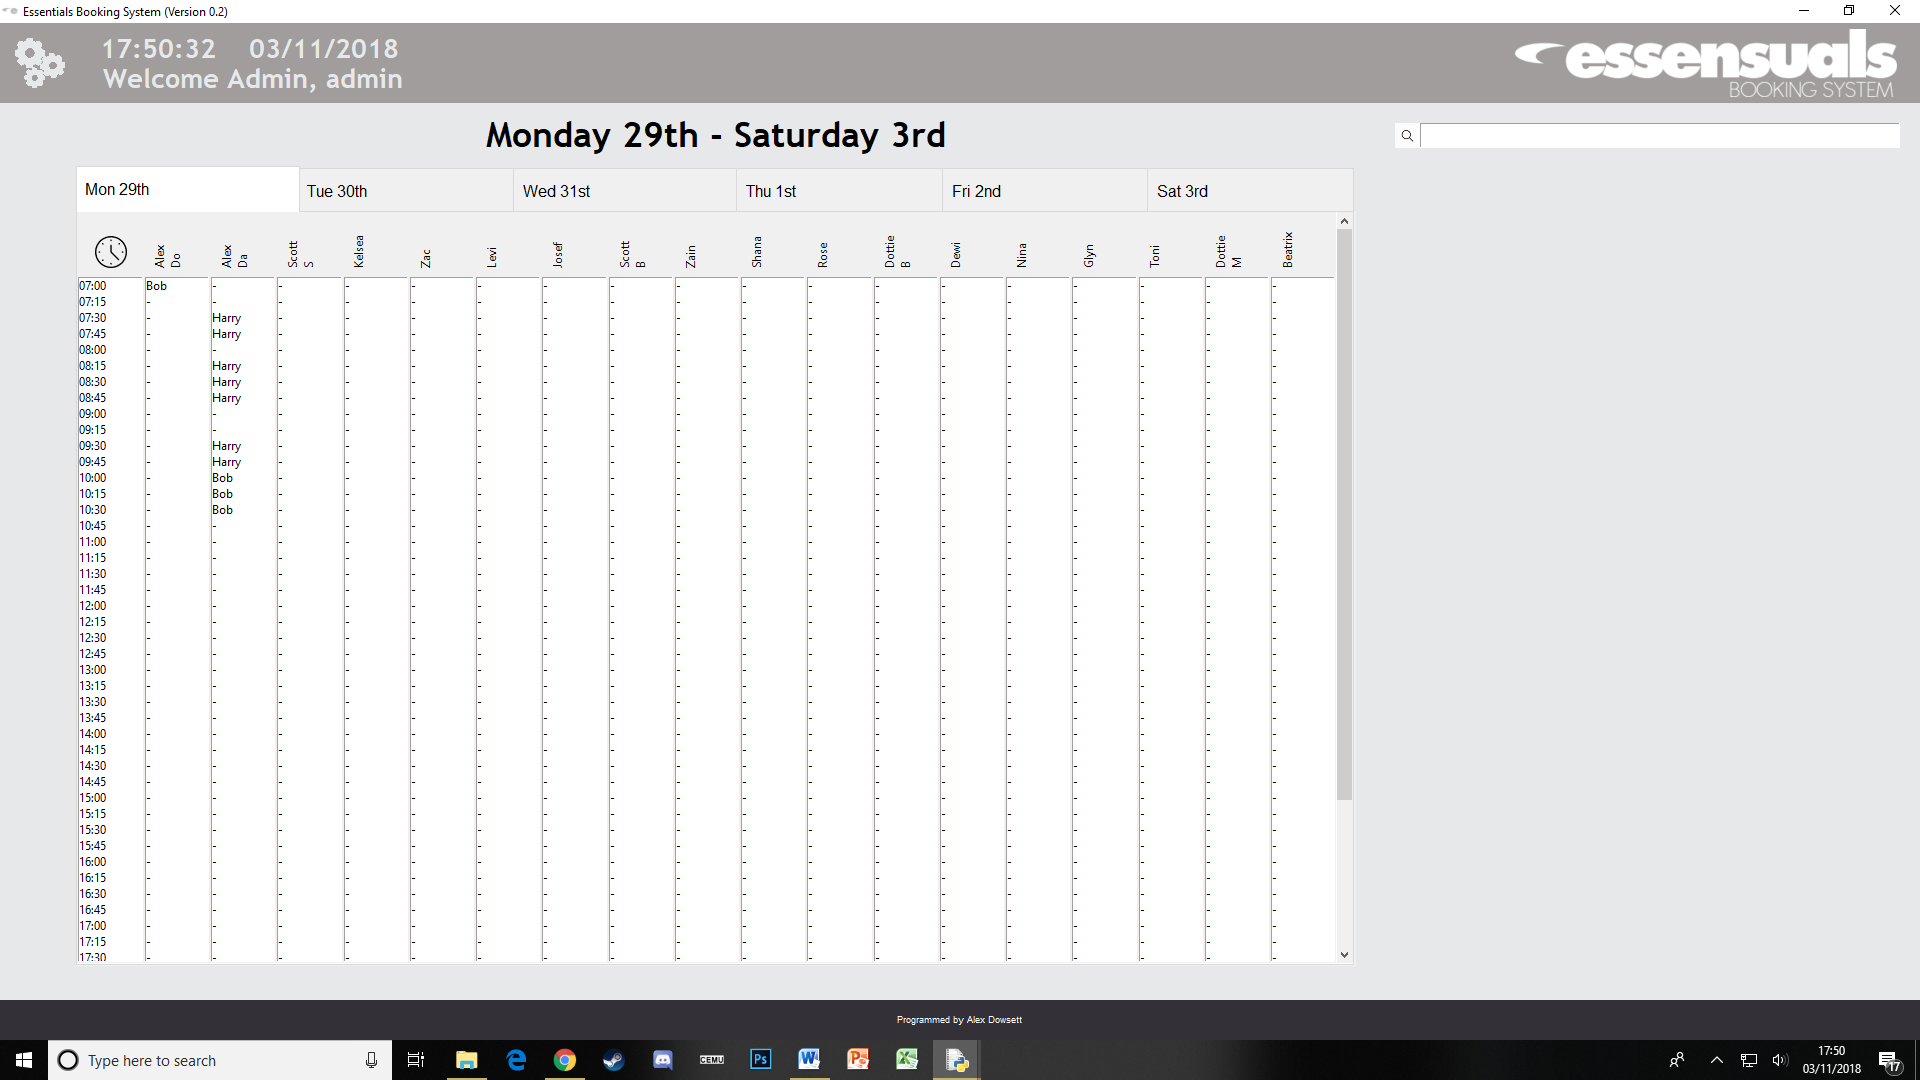 Essentials Booking System (Version 0.2)
17:50:32 03/11/2018
Welcome Admin, admin
essensuals
BOOKING SYSTEM
Monday 29th - Saturday 3rd
Mon 29th Tue 30th Wed 31st Thu 1st Fri 2nd Sat 3rd
Alex Do Alex Da Scott S Kelsea Zac Levi Josef Scott B Zain Shana Rose Dottie B Dewi Nina Glyn Toni Dottie M Beatrix
07:00 Bob - - - - - - - - - - - - - - - - -
07:15 - - - - - - - - - - - - - - - - - -
07:30 - Harry - - - - - - - - - - - - - - - -
07:45 - Harry - - - - - - - - - - - - - - - -
08:00 - - - - - - - - - - - - - - - - - -
08:15 - Harry - - - - - - - - - - - - - - - -
08:30 - Harry - - - - - - - - - - - - - - - -
08:45 - Harry - - - - - - - - - - - - - - - -
09:00 - - - - - - - - - - - - - - - - - -
09:15 - - - - - - - - - - - - - - - - - -
09:30 - Harry - - - - - - - - - - - - - - - -
09:45 - Harry - - - - - - - - - - - - - - - -
10:00 - Bob - - - - - - - - - - - - - - - -
10:15 - Bob - - - - - - - - - - - - - - - -
10:30 - Bob - - - - - - - - - - - - - - - -
10:45 - - - - - - - - - - - - - - - - - -
11:00 - - - - - - - - - - - - - - - - - -
11:15 - - - - - - - - - - - - - - - - - -
11:30 - - - - - - - - - - - - - - - - - -
11:45 - - - - - - - - - - - - - - - - - -
12:00 - - - - - - - - - - - - - - - - - -
12:15 - - - - - - - - - - - - - - - - - -
12:30 - - - - - - - - - - - - - - - - - -
12:45 - - - - - - - - - - - - - - - - - -
13:00 - - - - - - - - - - - - - - - - - -
13:15 - - - - - - - - - - - - - - - - - -
13:30 - - - - - - - - - - - - - - - - - -
13:45 - - - - - - - - - - - - - - - - - -
14:00 - - - - - - - - - - - - - - - - - -
14:15 - - - - - - - - - - - - - - - - - -
14:30 - - - - - - - - - - - - - - - - - -
14:45 - - - - - - - - - - - - - - - - - -
15:00 - - - - - - - - - - - - - - - - - -
15:15 - - - - - - - - - - - - - - - - - -
15:30 - - - - - - - - - - - - - - - - - -
15:45 - - - - - - - - - - - - - - - - - -
16:00 - - - - - - - - - - - - - - - - - -
16:15 - - - - - - - - - - - - - - - - - -
16:30 - - - - - - - - - - - - - - - - - -
16:45 - - - - - - - - - - - - - - - - - -
17:00 - - - - - - - - - - - - - - - - - -
17:15 - - - - - - - - - - - - - - - - - -
17:30 - - - - - - - - - - - - - - - - - -
Programmed by Alex Dowsett
Type here to search
CEMU
Ps
17:50
03/11/2018
17